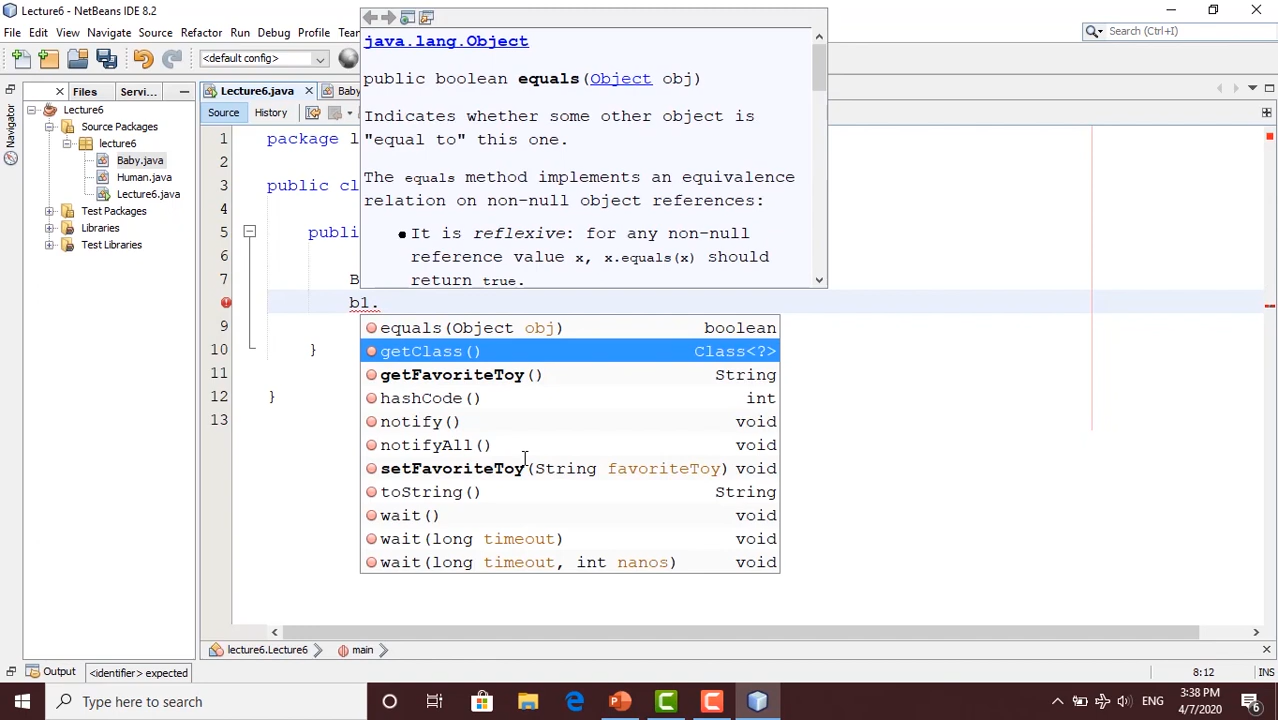 Lecture6 - NetBeans IDE 8.2
File Edit View Navigate Source Refactor Run Debug Profile Tear
Search (Ctrl+I)
<default config>
Files Servi...
Lecture6.java Baby
Source History
Lecture6
Source Packages
lecture6
Baby.java
Human.java
Lecture6.java
Test Packages
Libraries
Test Libraries
Navigator
java.lang.Object
public boolean equals(Object obj)
Indicates whether some other object is
"equal to" this one.
The equals method implements an equivalence
relation on non-null object references:
It is reflexive: for any non-null
reference value x, x.equals(x) should
return true.
1 package l
2
3 public cl
4
5 publi
6
7 B
8 b1.
9
10 }
11
12 }
13
equals(Object obj) boolean
getClass() Class<?>
getFavoriteToy() String
hashCode() int
notify() void
notifyAll() void
setFavoriteToy(String favoriteToy) void
toString() String
wait() void
wait(long timeout) void
wait(long timeout, int nanos) void
lecture6.Lecture6 main
Output <identifier> expected
8:12 INS
Type here to search
ENG
3:38 PM
4/7/2020
6